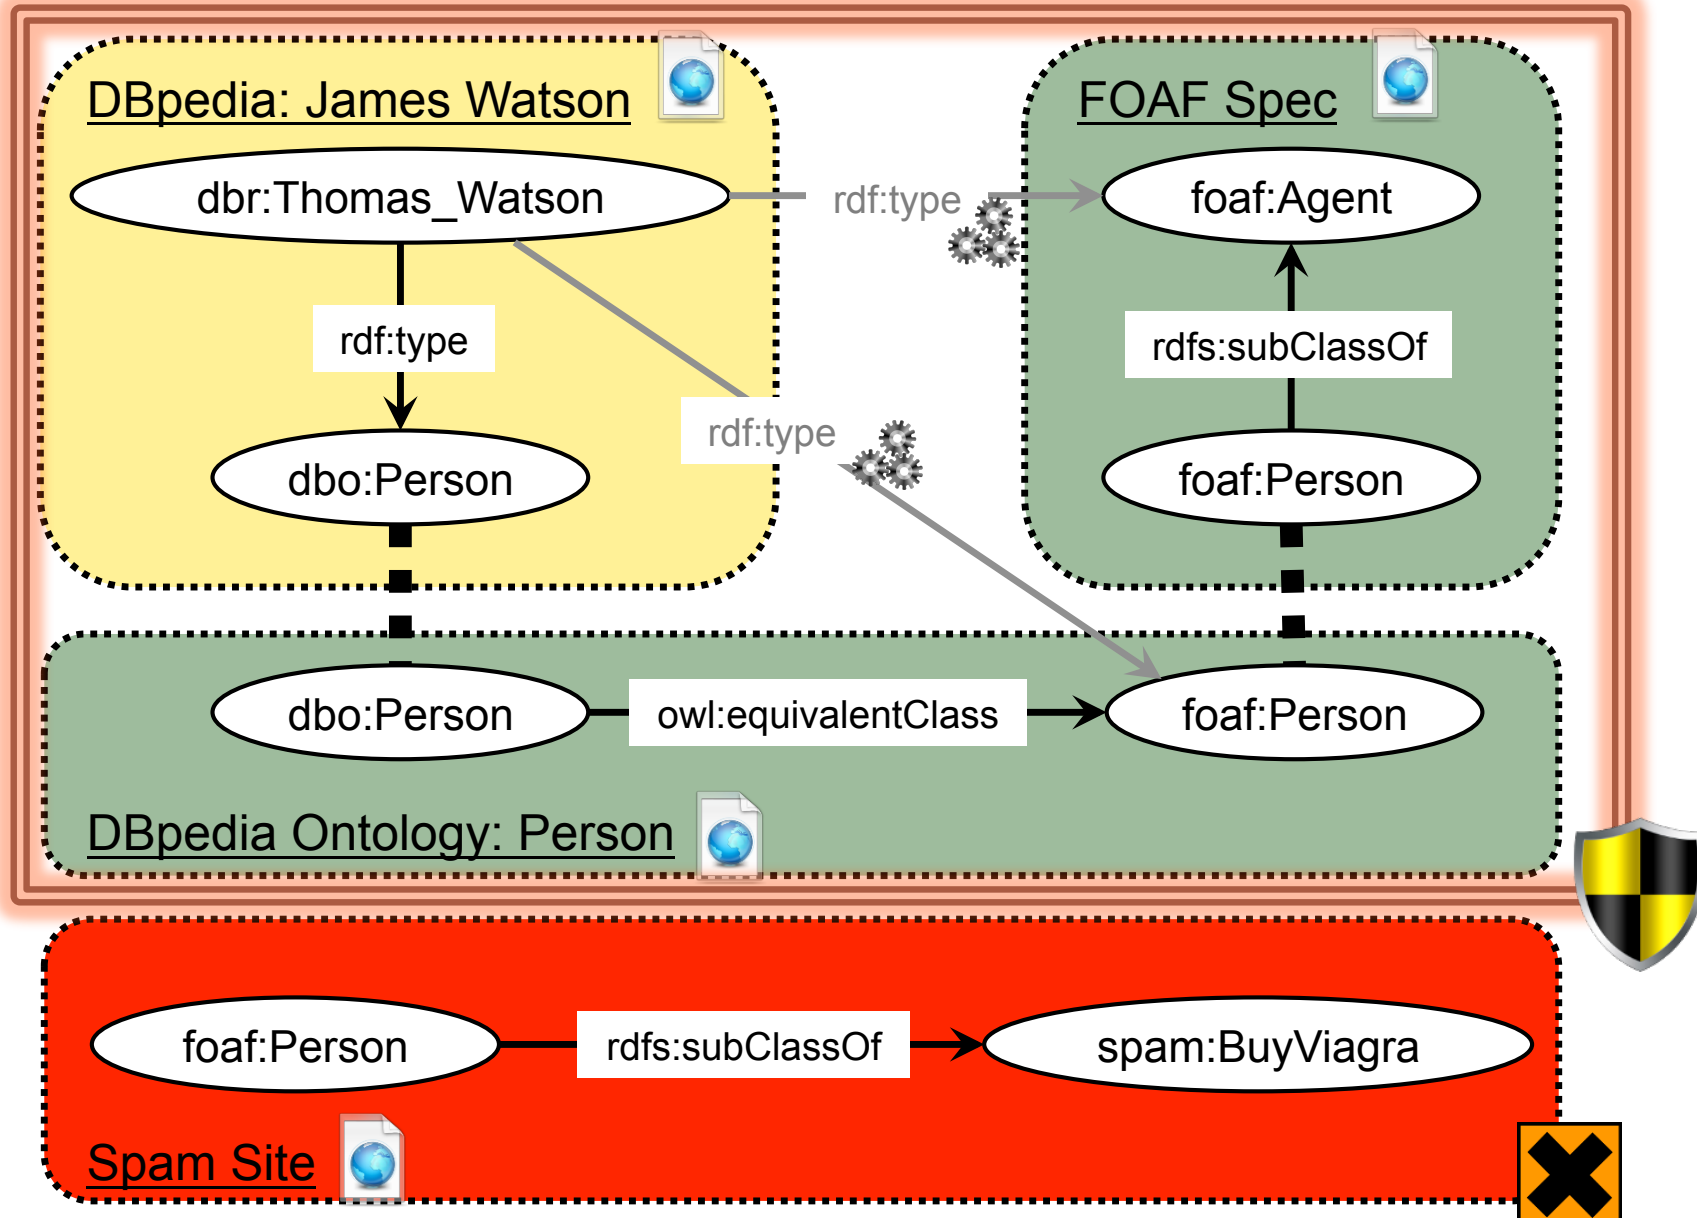 DBpedia: James Watson
FOAF Spec
dbr:Thomas_Watson
rdf:type
foaf:Agent
rdf:type
rdfs:subClassOf
rdf:type
dbo:Person
foaf:Person
dbo:Person
owl:equivalentClass
foaf:Person
DBpedia Ontology: Person
foaf:Person
rdfs:subClassOf
spam:BuyViagra
Spam Site